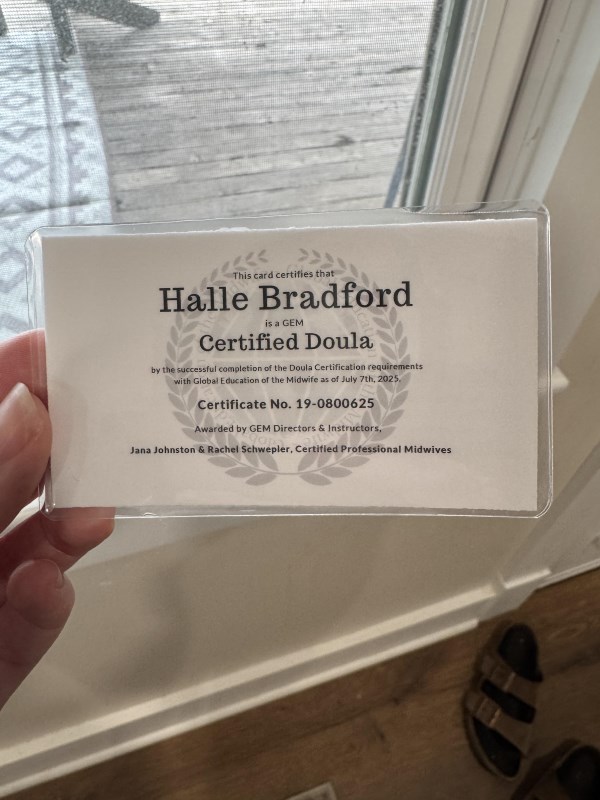 This card certifies that
Halle Bradford
is a GEM
Certified Doula
by the successful completion of the Doula Certification requirements
with Global Education of the Midwife as of July 7th, 2025.
Certificate No. 19-0800625
Awarded by GEM Directors & Instructors,
Jana Johnston & Rachel Schwepler, Certified Professional Midwives